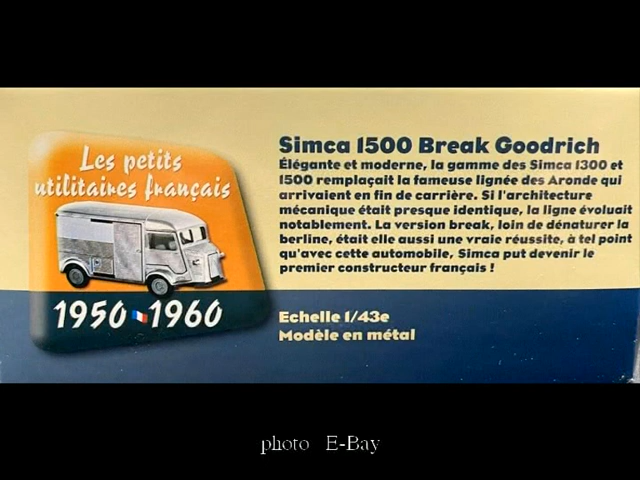 Les petits
utilitaires français
1950 1960
Simca 1500 Break Goodrich
Élégante et moderne, la gamme des Simca 1300 et
1500 remplaçait la fameuse lignée des Aronde qui
arrivaient en fin de carrière. Si l'architecture
mécanique était presque identique, la ligne évoluait
notablement. La version break, loin de dénaturer la
berline, était elle aussi une vraie réussite, à tel point
qu'avec cette automobile, Simca put devenir le
premier constructeur français !
Echelle 1/43e
Modèle en métal
photo E-Bay